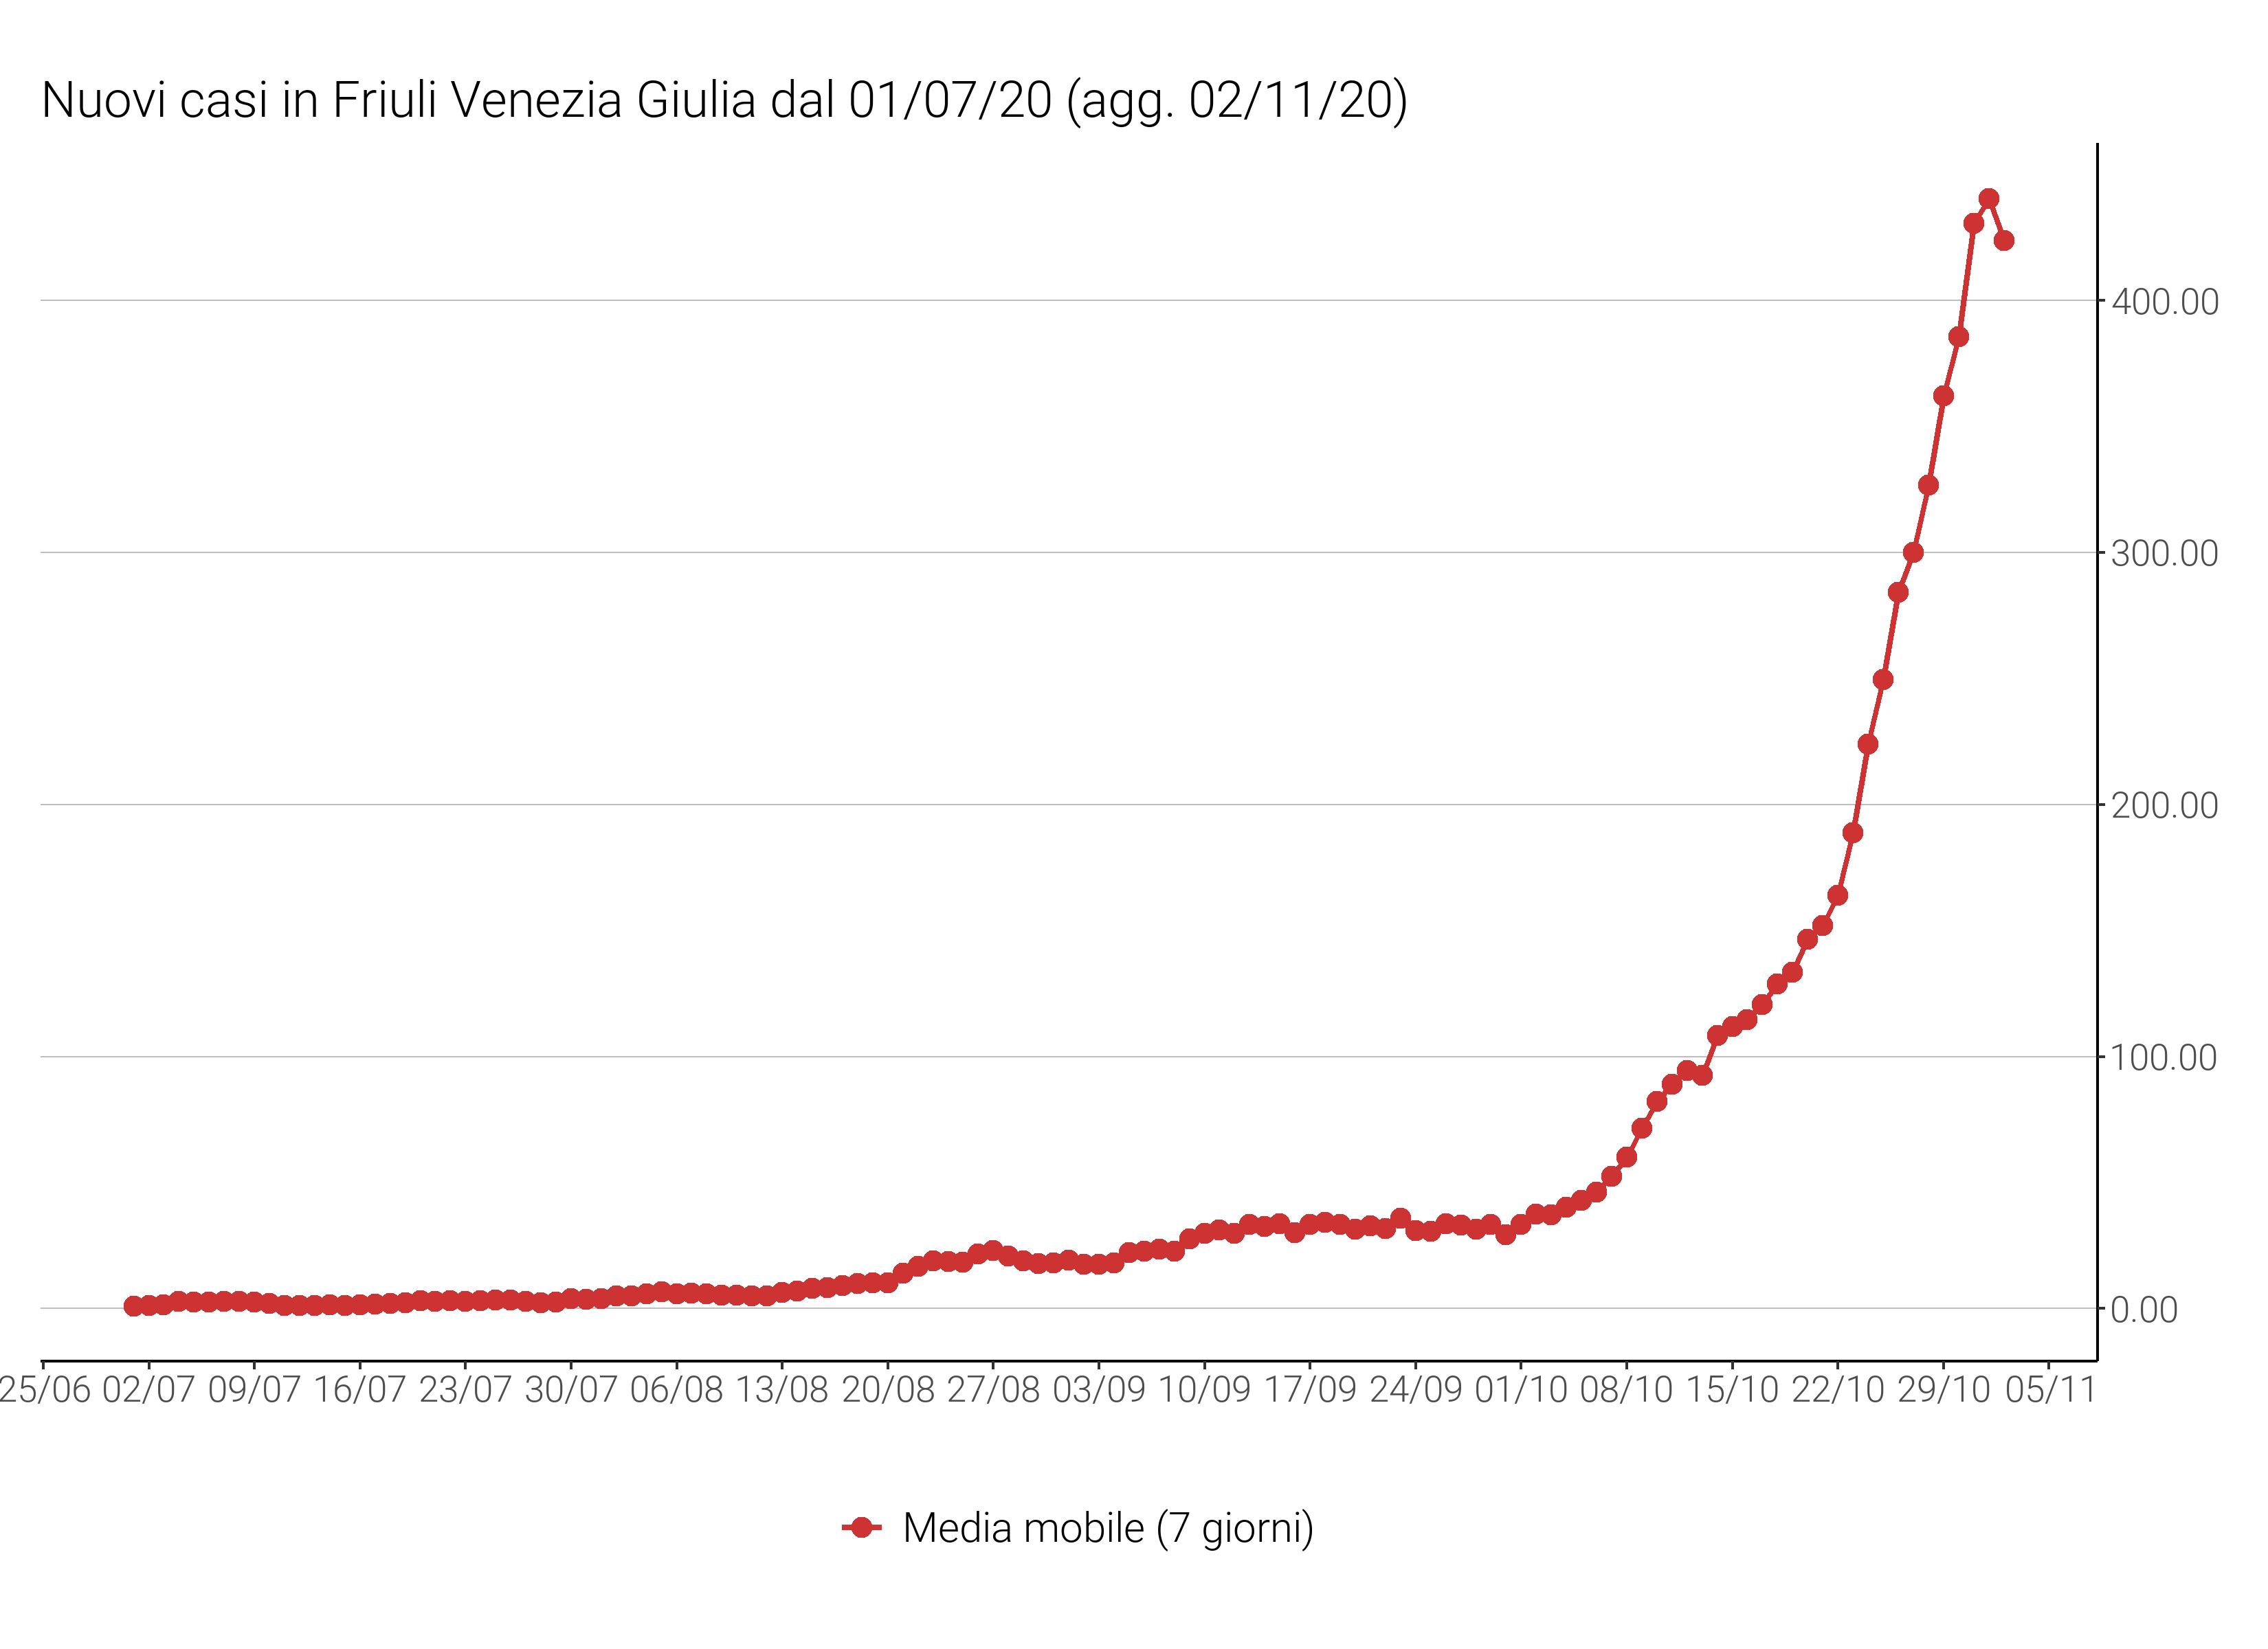 Nuovi casi in Friuli Venezia Giulia dal 01/07/20 (agg. 02/11/20)
400.00
300.00
200.00
100.00
0.00
25/06 02/07 09/07 16/07 23/07 30/07 06/08 13/08 20/08 27/08 03/09 10/09 17/09 24/09 01/10 08/10 15/10 22/10 29/10 05/11
Media mobile (7 giorni)